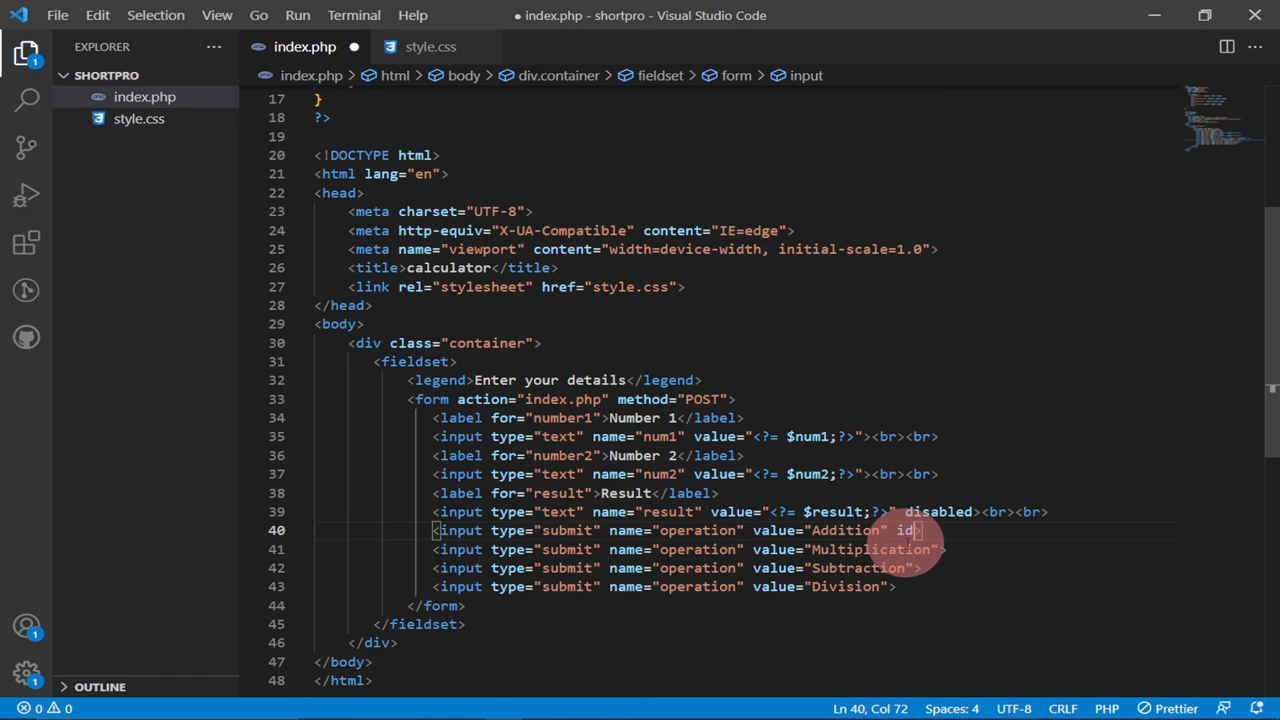 File Edit Selection View Go Run Terminal Help ● index.php - shortpro - Visual Studio Code
EXPLORER ··· index.php ● style.css
SHORTPRO index.php > html > body > div.container > fieldset > form > input
index.php
style.css
17 }
18 ?>
19
20 <!DOCTYPE html>
21 <html lang="en">
22 <head>
23 <meta charset="UTF-8">
24 <meta http-equiv="X-UA-Compatible" content="IE=edge">
25 <meta name="viewport" content="width=device-width, initial-scale=1.0">
26 <title>calculator</title>
27 <link rel="stylesheet" href="style.css">
28 </head>
29 <body>
30 <div class="container">
31 <fieldset>
32 <legend>Enter your details</legend>
33 <form action="index.php" method="POST">
34 <label for="number1">Number 1</label>
35 <input type="text" name="num1" value="<?= $num1;?>"><br><br>
36 <label for="number2">Number 2</label>
37 <input type="text" name="num2" value="<?= $num2;?>"><br><br>
38 <label for="result">Result</label>
39 <input type="text" name="result" value="<?= $result;?>" disabled><br><br>
40 <input type="submit" name="operation" value="Addition" id>
41 <input type="submit" name="operation" value="Multiplication">
42 <input type="submit" name="operation" value="Subtraction">
43 <input type="submit" name="operation" value="Division">
44 </form>
45 </fieldset>
46 </div>
47 </body>
48 </html>
1
1
1
OUTLINE
0 0 Ln 40, Col 72 Spaces: 4 UTF-8 CRLF PHP Prettier